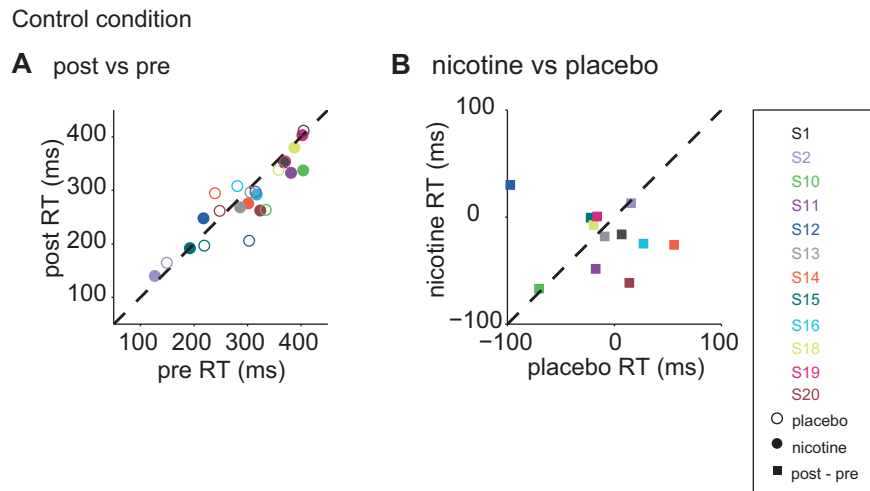 Control condition
A post vs pre
B nicotine vs placebo
400
300
200
100
post RT (ms)
100 200 300 400
pre RT (ms)
100
0
−100
nicotine RT (ms)
−100 0 100
placebo RT (ms)
S1
S2
S10
S11
S12
S13
S14
S15
S16
S18
S19
S20
placebo
nicotine
post - pre